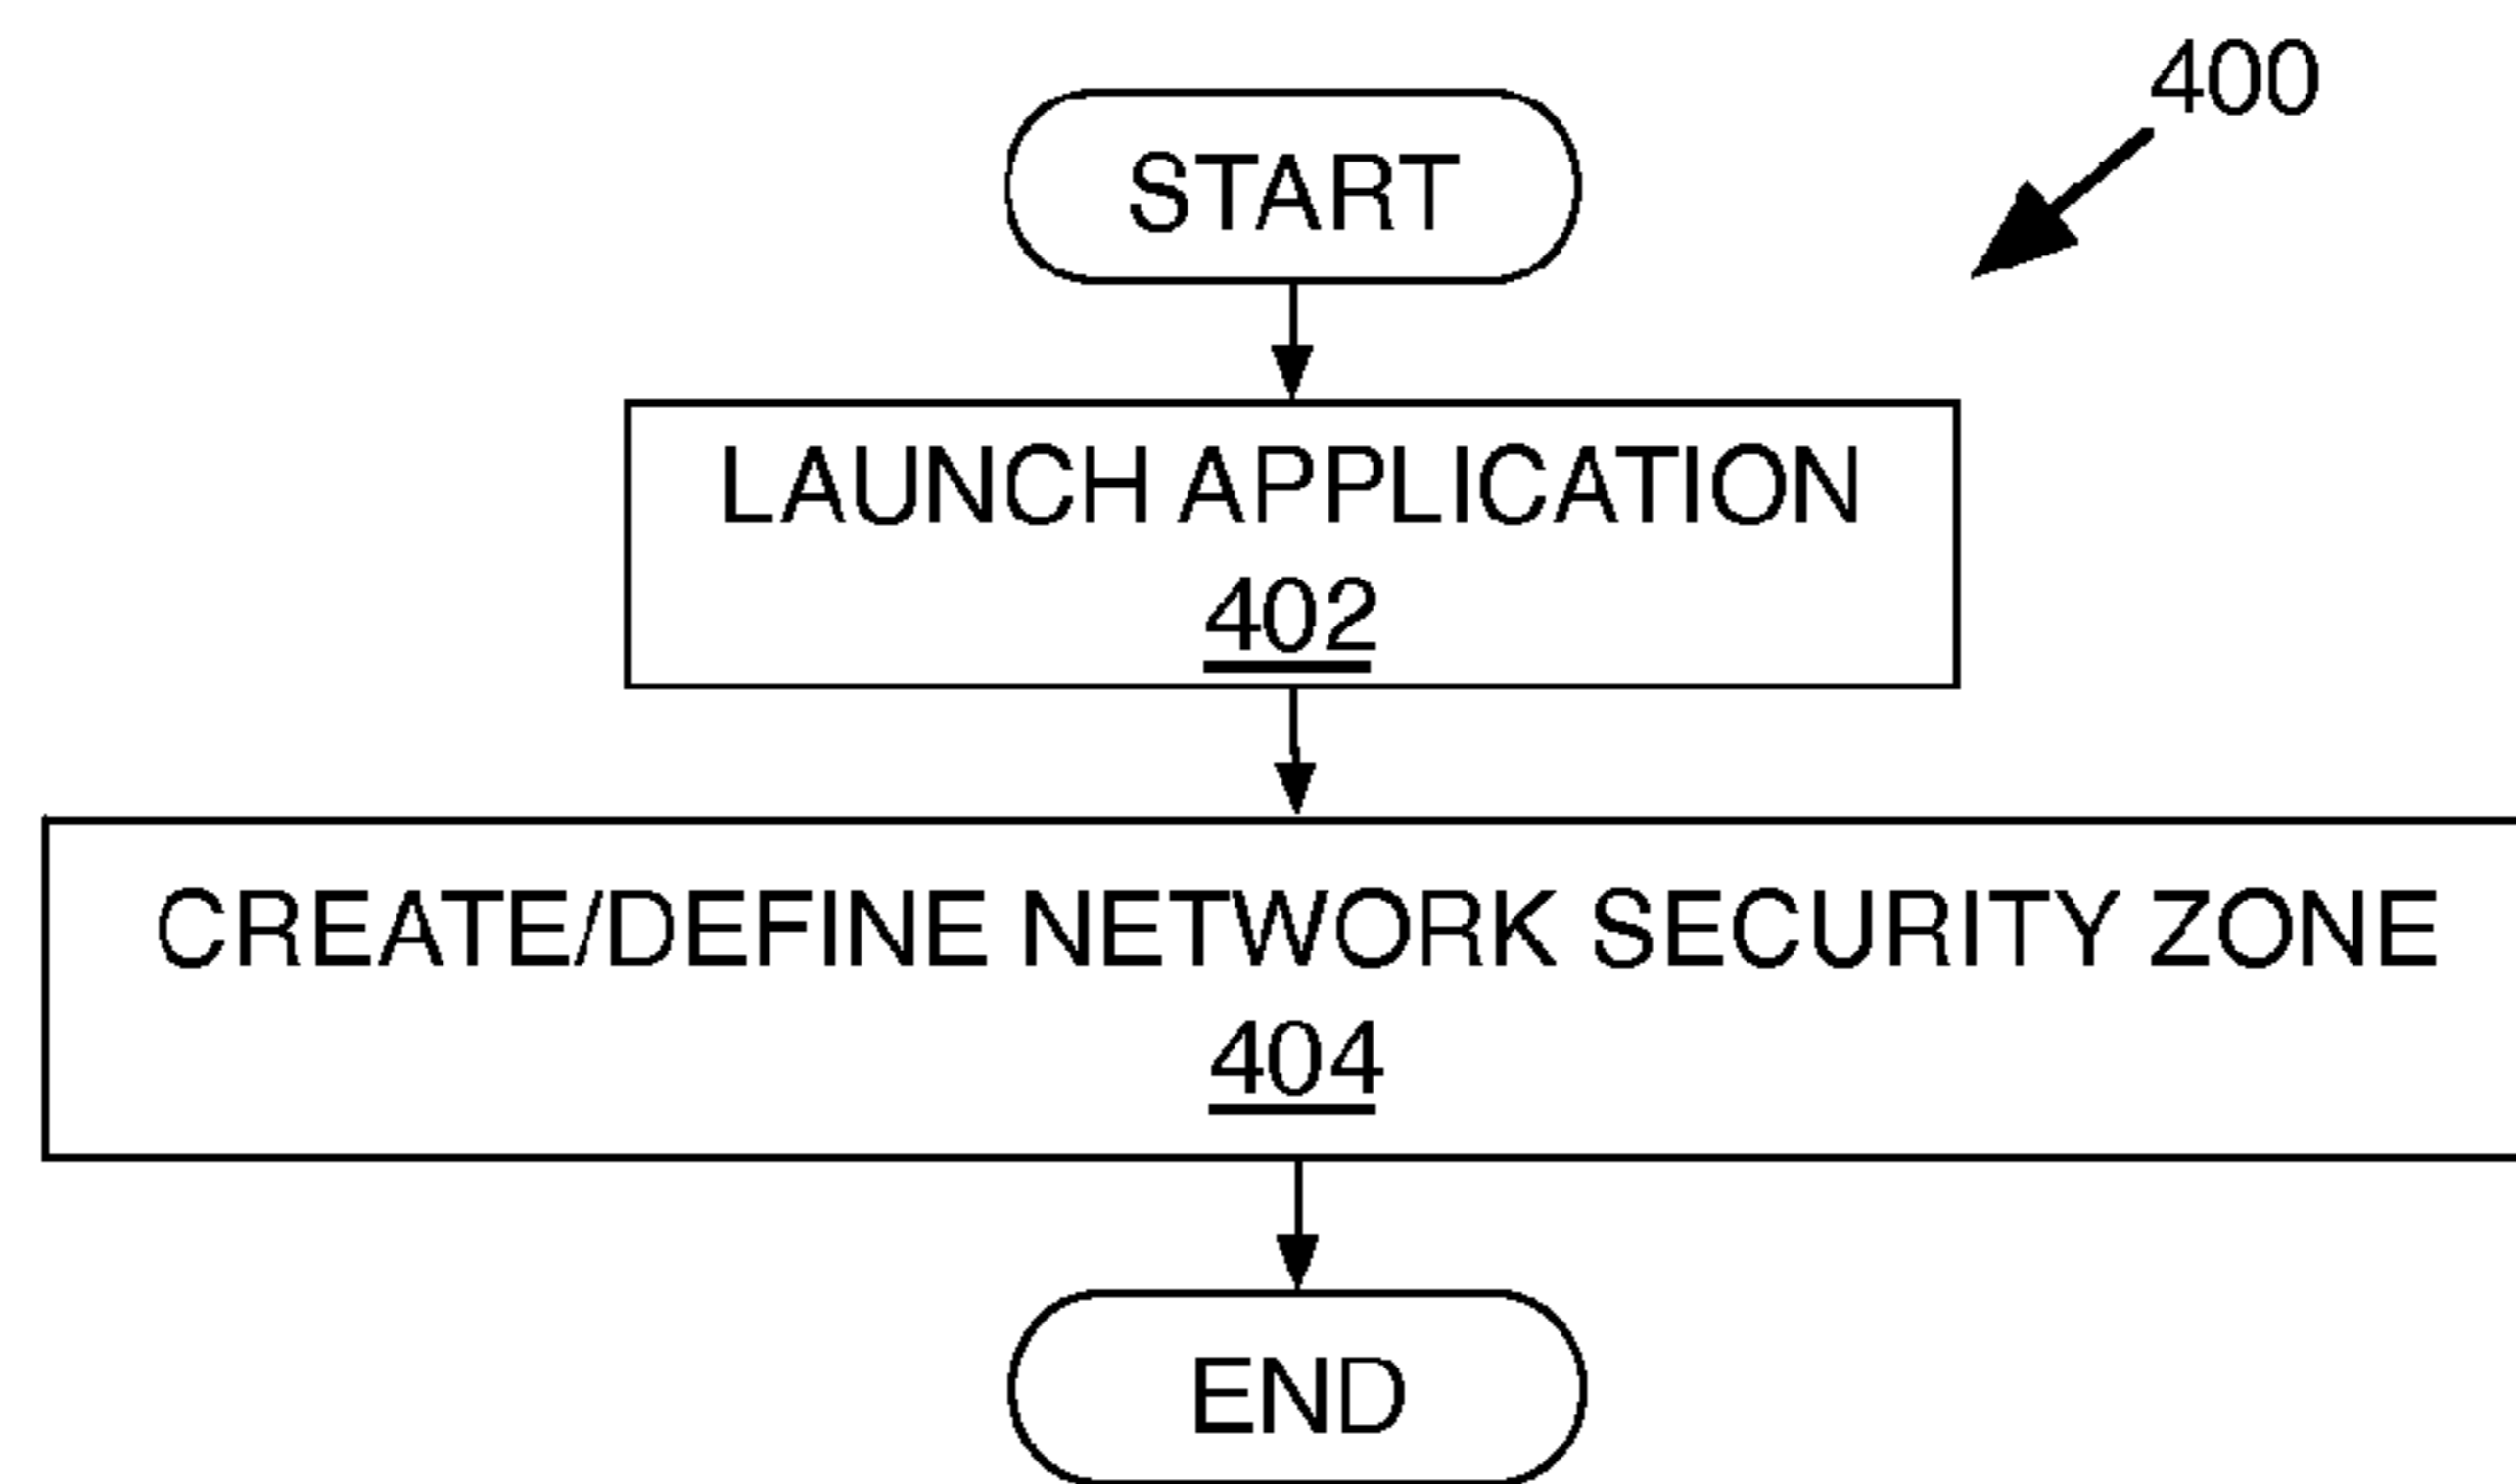 400
START
LAUNCH APPLICATION
402
CREATE/DEFINE NETWORK SECURITY ZONE
404
END